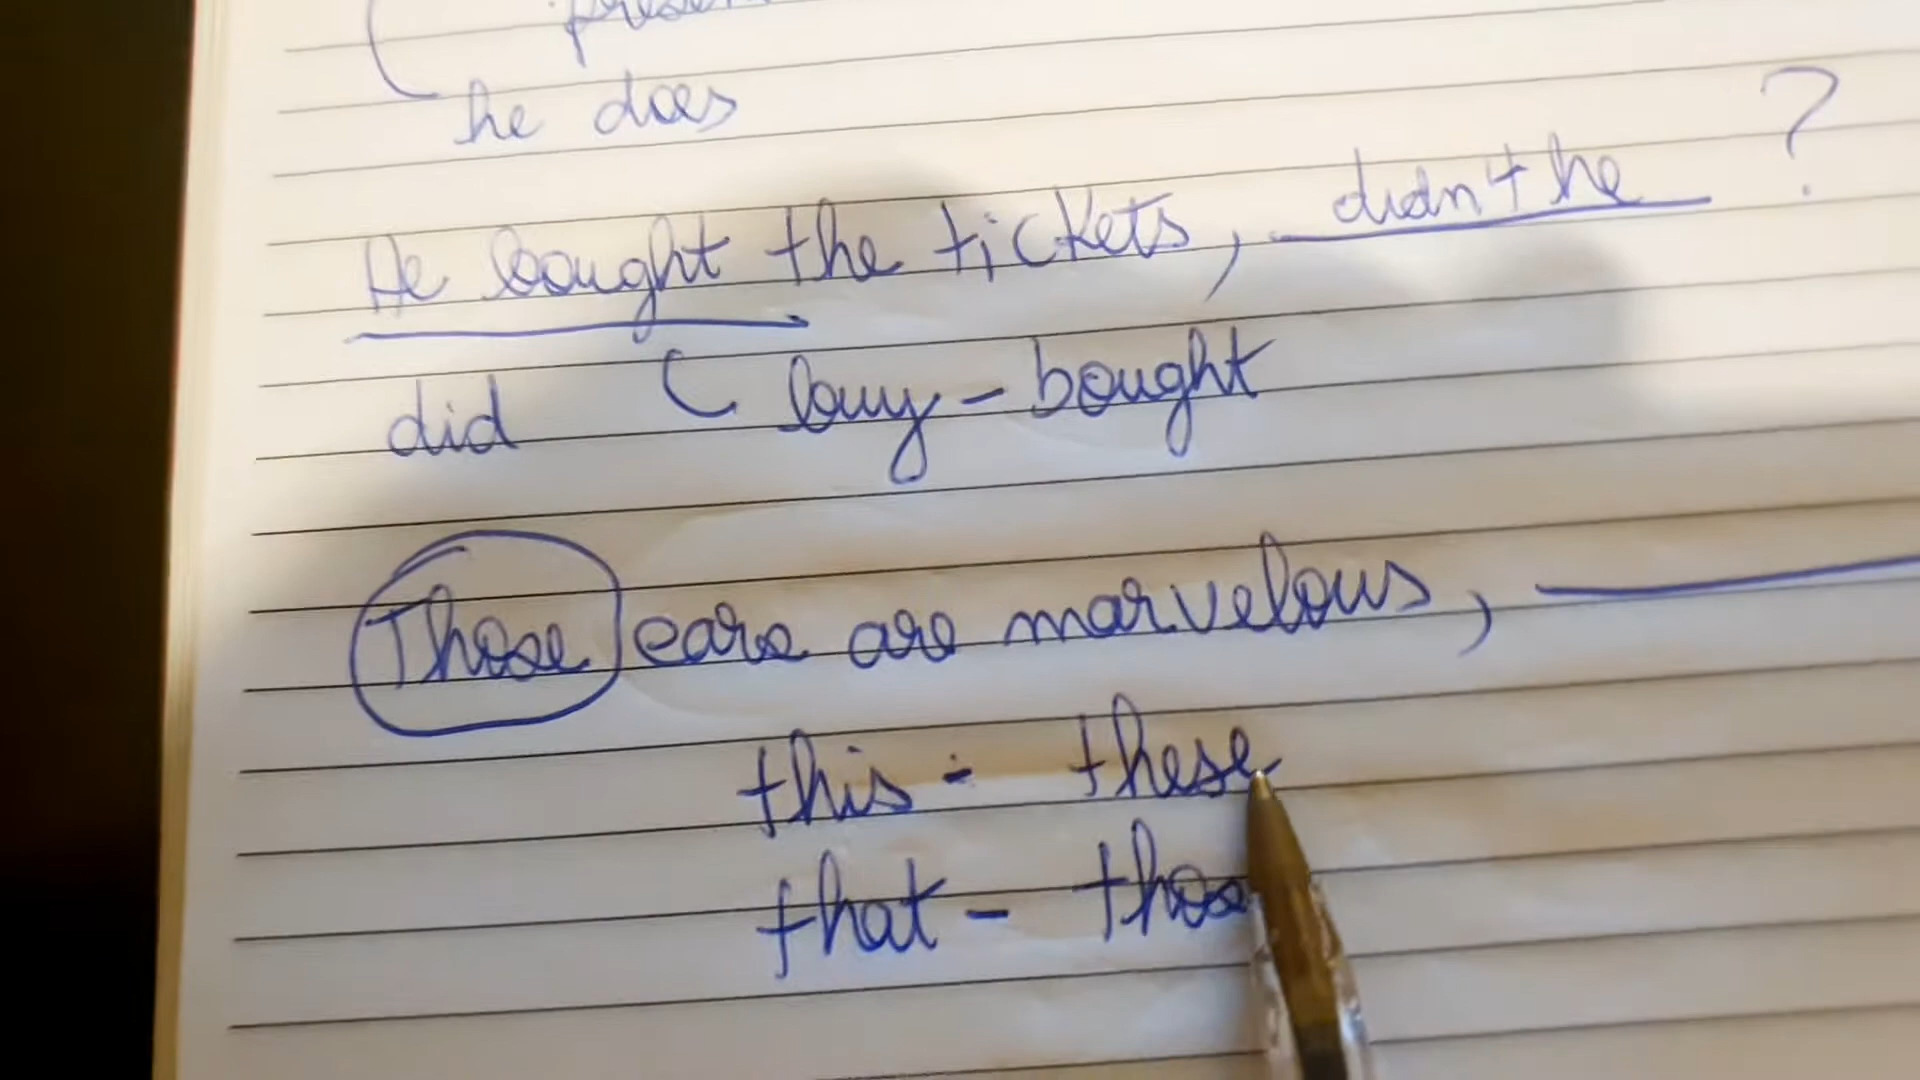 he does
He bought the tickets, didn't he ?
did ( buy - bought
Those cars are marvelous,
this - these
that - those